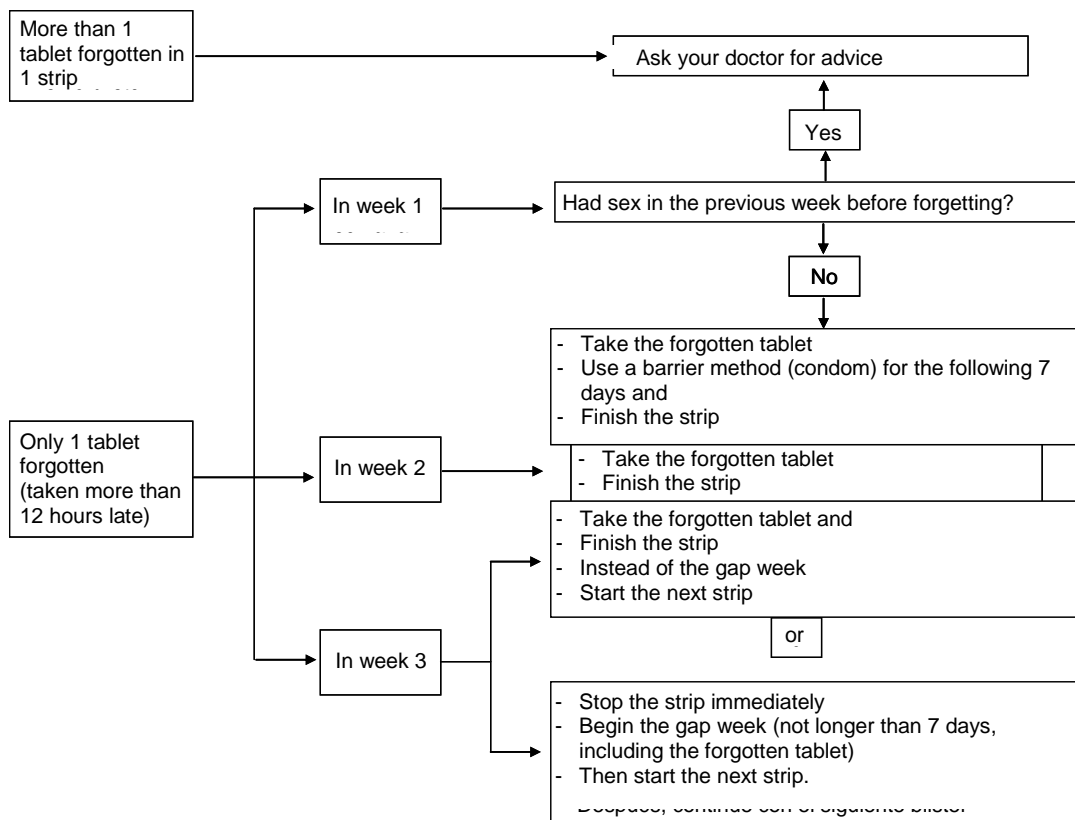 More than 1
tablet forgotten in
1 strip
Ask your doctor for advice
Yes
In week 1
Had sex in the previous week before forgetting?
No
- Take the forgotten tablet
- Use a barrier method (condom) for the following 7
days and
- Finish the strip
Only 1 tablet
forgotten
(taken more than
12 hours late)
In week 2
- Take the forgotten tablet
- Finish the strip
- Take the forgotten tablet and
- Finish the strip
- Instead of the gap week
- Start the next strip
or
In week 3
- Stop the strip immediately
- Begin the gap week (not longer than 7 days,
including the forgotten tablet)
- Then start the next strip.